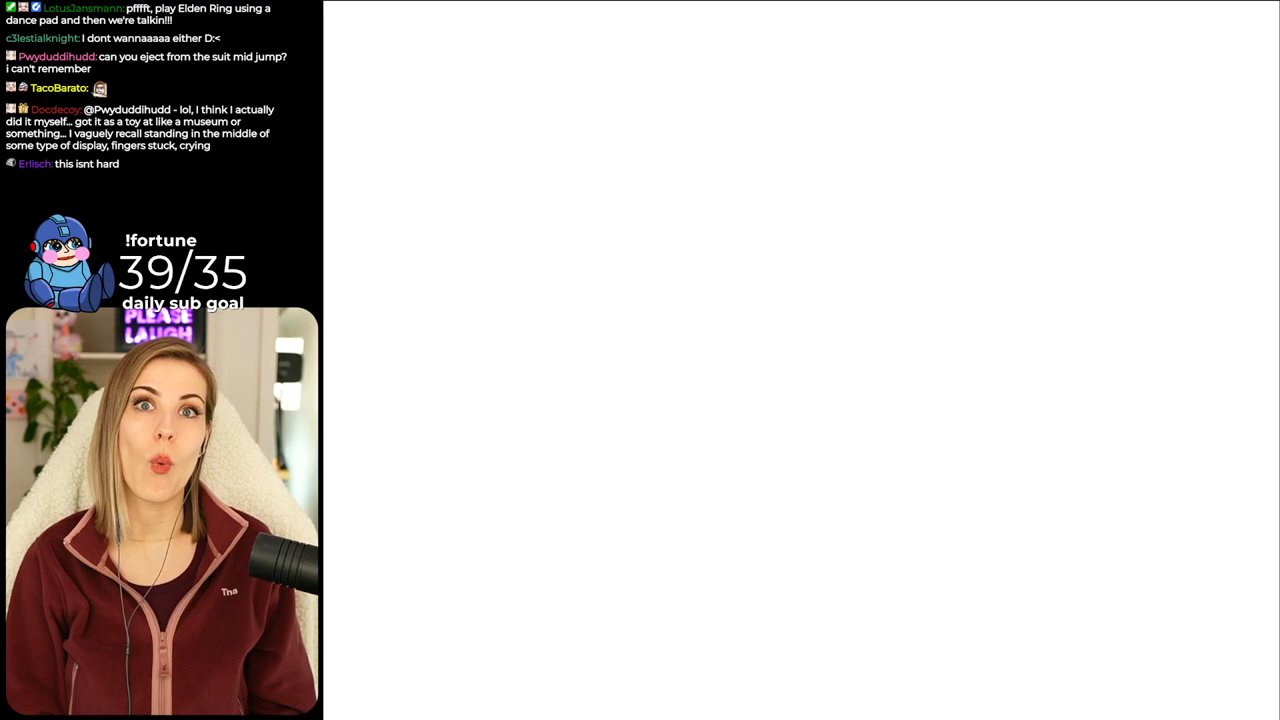 LotusJansmann: pfffft, play Elden Ring using a
dance pad and then we're talkin!!!
c3lestialknight: I dont wannaaaaa either D:<
Pwyduddihudd: can you eject from the suit mid jump?
i can't remember
TacoBarato:
Docdecoy: @Pwyduddihudd - lol, I think I actually
did it myself... got it as a toy at like a museum or
something... I vaguely recall standing in the middle of
some type of display, fingers stuck, crying
Erlisch: this isnt hard
!fortune
39/35
daily sub goal
PLEASE
LAUGH
Tna